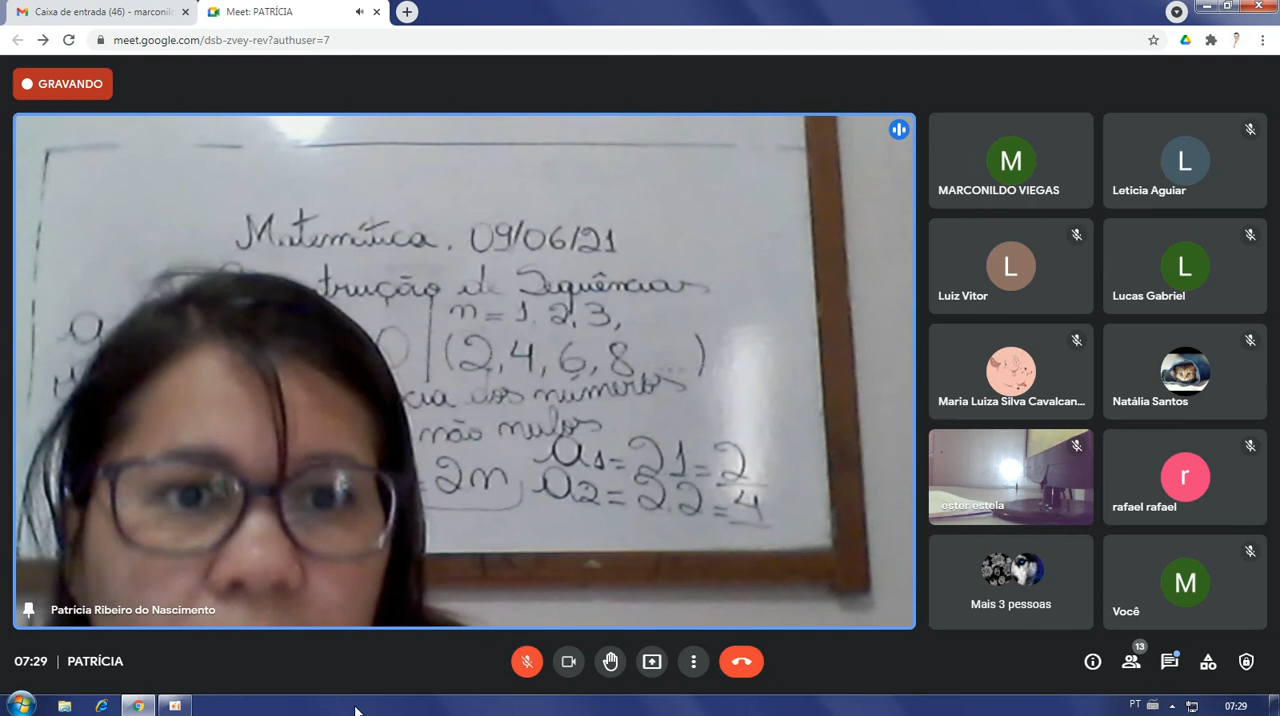 Caixa de entrada (46) - marconild
Meet: PATRÍCIA
meet.google.com/dsb-zvey-rev?authuser=7
GRAVANDO
Matemática. 09/06/21
trução de Sequências
n = 1, 2, 3,
a
(2, 4, 6, 8 ... )
cia dos números
não nulos
= 2n
a1 = 2.1 = 2
a2 = 2.2 = 4
Patrícia Ribeiro do Nascimento
M
MARCONILDO VIEGAS
L
Leticia Aguiar
L
Luiz Vitor
L
Lucas Gabriel
Maria Luiza Silva Cavalcan...
Natália Santos
ester estela
r
rafael rafael
Mais 3 pessoas
M
Você
07:29 | PATRÍCIA
13
PT
07:29